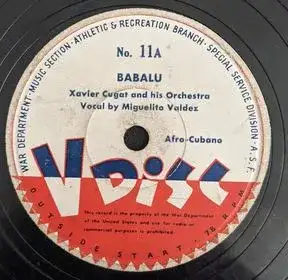 WAR DEPARTMENT · MUSIC SECTION - ATHLETIC & RECREATION BRANCH · SPECIAL SERVICE DIVISION · A.S.F.
No. 11A
BABALU
Xavier Cugat and his Orchestra
Vocal by Miguelito Valdez
Afro-Cubano
V Disc
This record is the property of the War Department
of the United States and use for radio or
commercial purposes is prohibited.
OUTSIDE START · 78 RPM